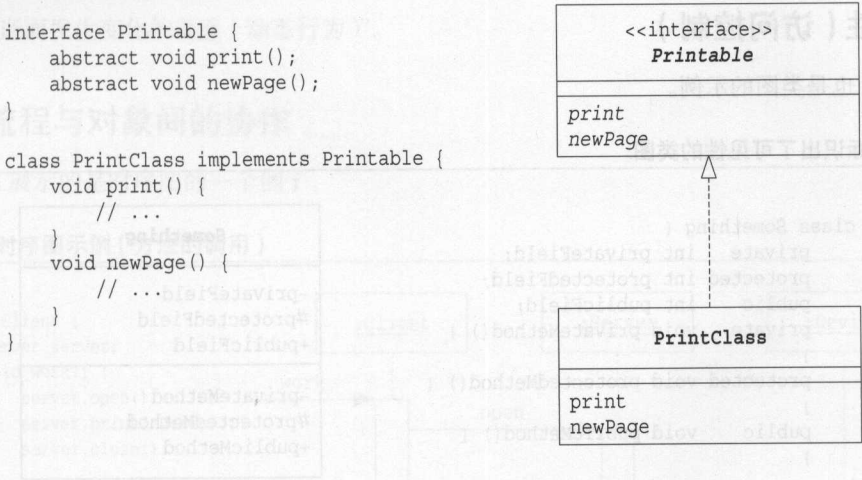 interface Printable {
    abstract void print();
    abstract void newPage();
}
class PrintClass implements Printable {
    void print() {
        // ...
    }
    void newPage() {
        // ...
    }
}
<<interface>>
Printable
print
newPage
PrintClass
print
newPage